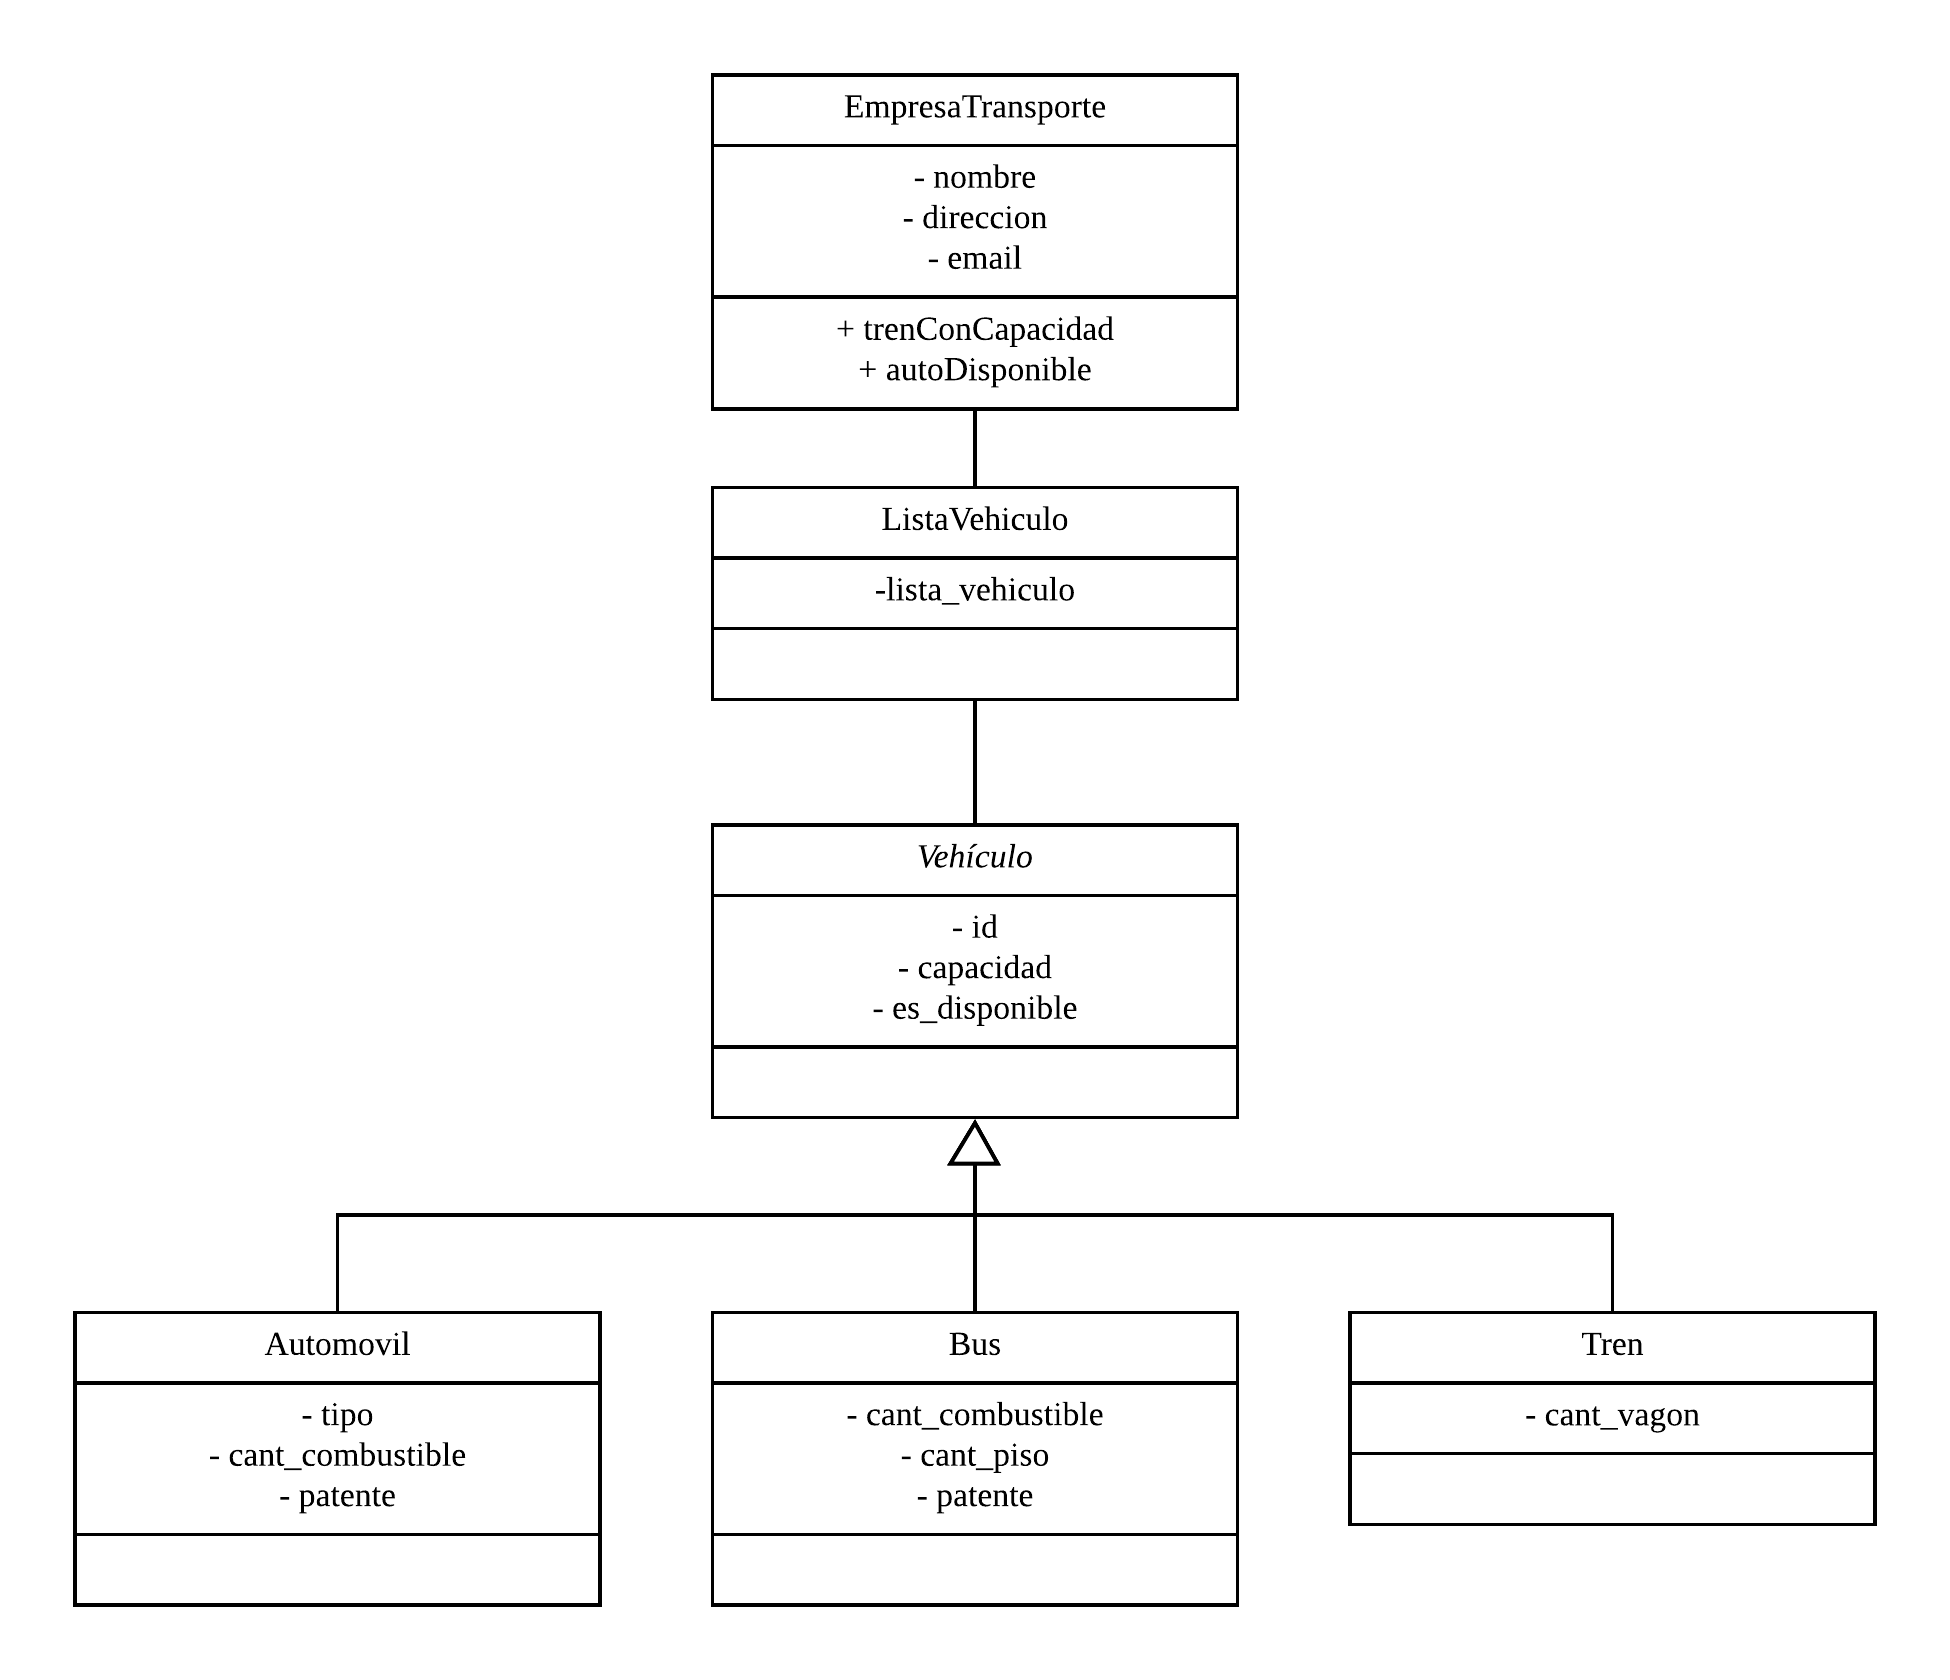 EmpresaTransporte
- nombre
- direccion
- email
+ trenConCapacidad
+ autoDisponible
ListaVehiculo
-lista_vehiculo
Vehículo
- id
- capacidad
- es_disponible
Automovil
- tipo
- cant_combustible
- patente
Bus
- cant_combustible
- cant_piso
- patente
Tren
- cant_vagon